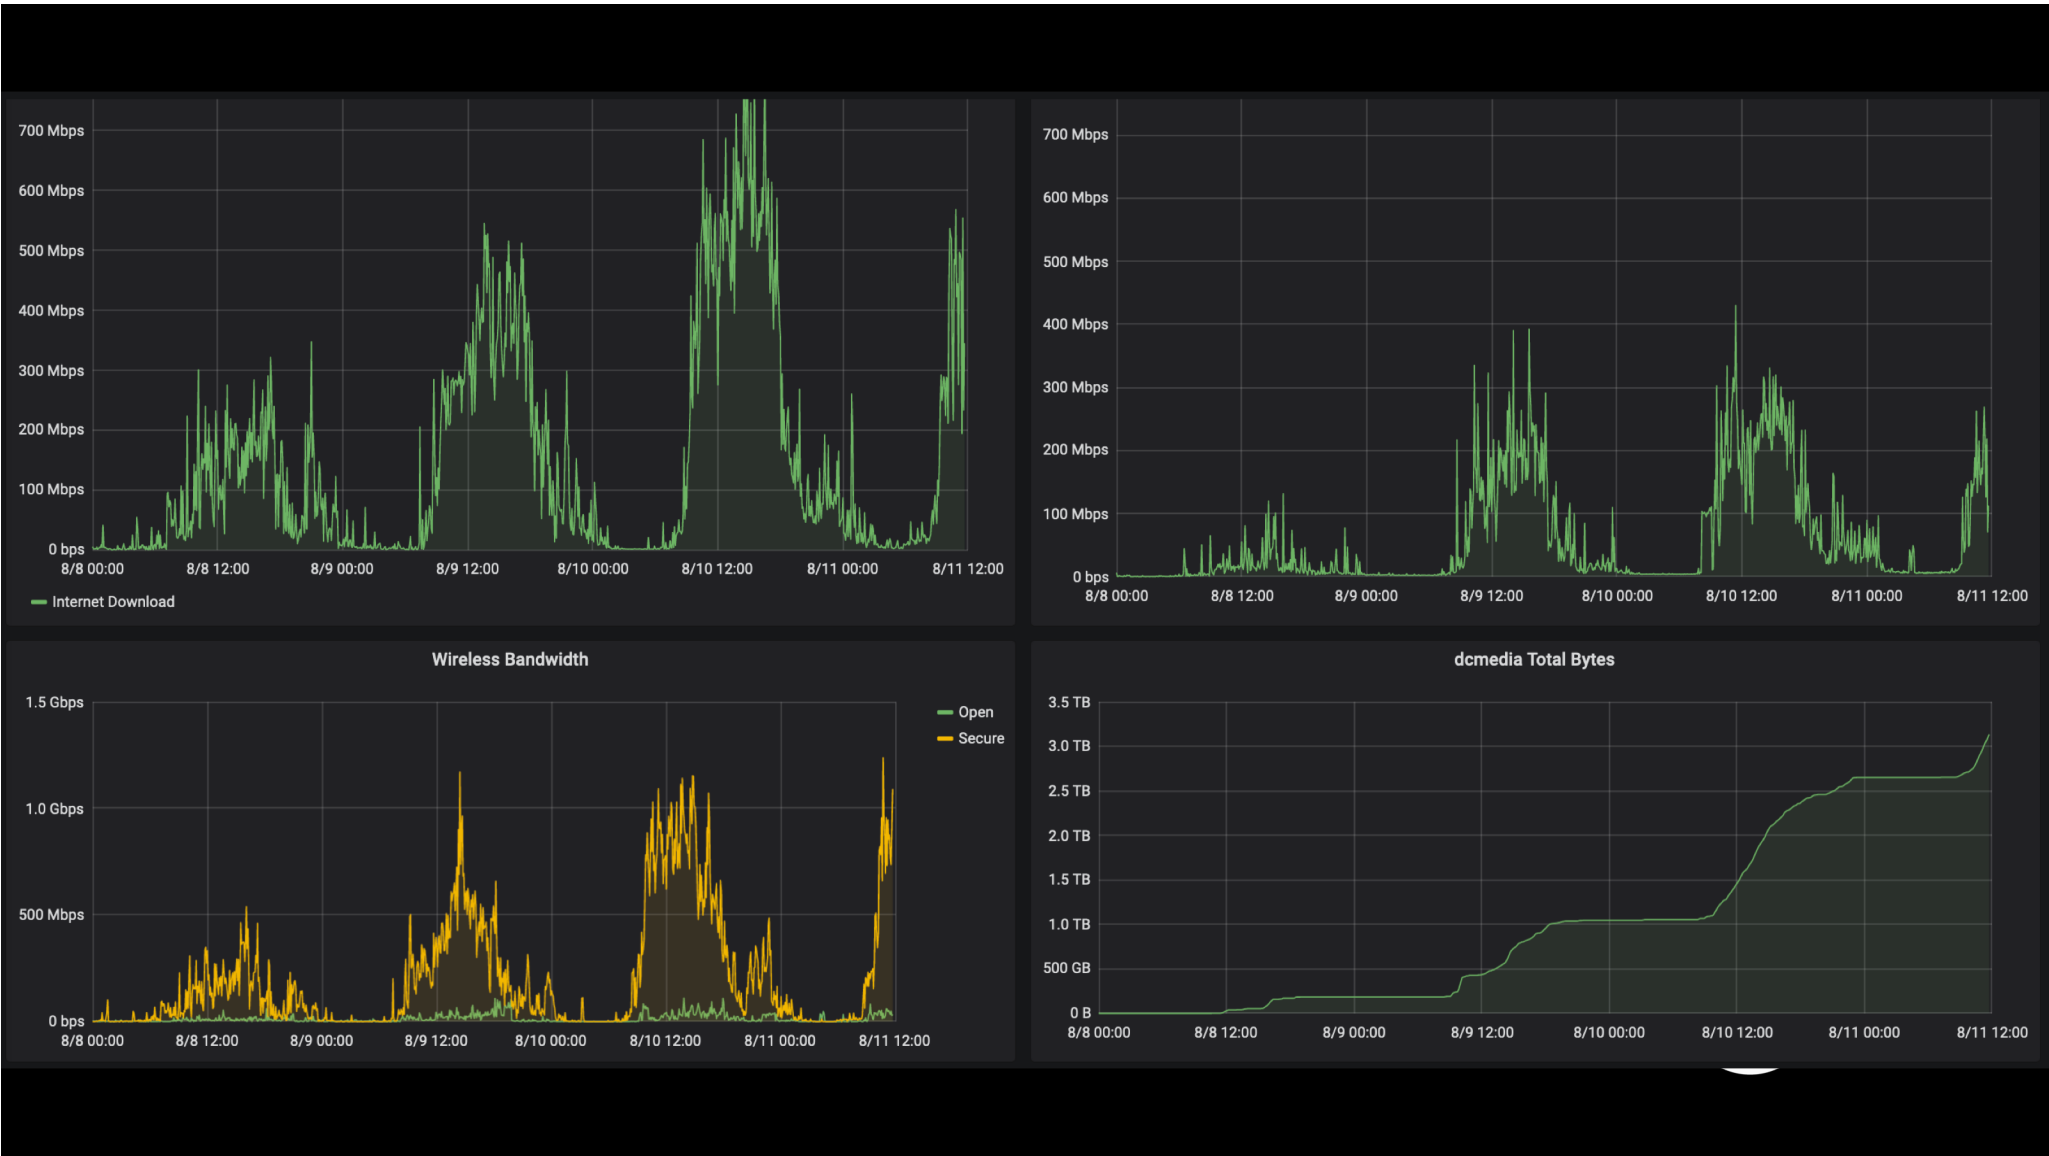 700 Mbps
600 Mbps
500 Mbps
400 Mbps
300 Mbps
200 Mbps
100 Mbps
0 bps
8/8 00:00 8/8 12:00 8/9 00:00 8/9 12:00 8/10 00:00 8/10 12:00 8/11 00:00 8/11 12:00
Internet Download
700 Mbps
600 Mbps
500 Mbps
400 Mbps
300 Mbps
200 Mbps
100 Mbps
0 bps
8/8 00:00 8/8 12:00 8/9 00:00 8/9 12:00 8/10 00:00 8/10 12:00 8/11 00:00 8/11 12:00
Wireless Bandwidth
1.5 Gbps
1.0 Gbps
500 Mbps
0 bps
8/8 00:00 8/8 12:00 8/9 00:00 8/9 12:00 8/10 00:00 8/10 12:00 8/11 00:00 8/11 12:00
Open
Secure
dcmedia Total Bytes
3.5 TB
3.0 TB
2.5 TB
2.0 TB
1.5 TB
1.0 TB
500 GB
0 B
8/8 00:00 8/8 12:00 8/9 00:00 8/9 12:00 8/10 00:00 8/10 12:00 8/11 00:00 8/11 12:00